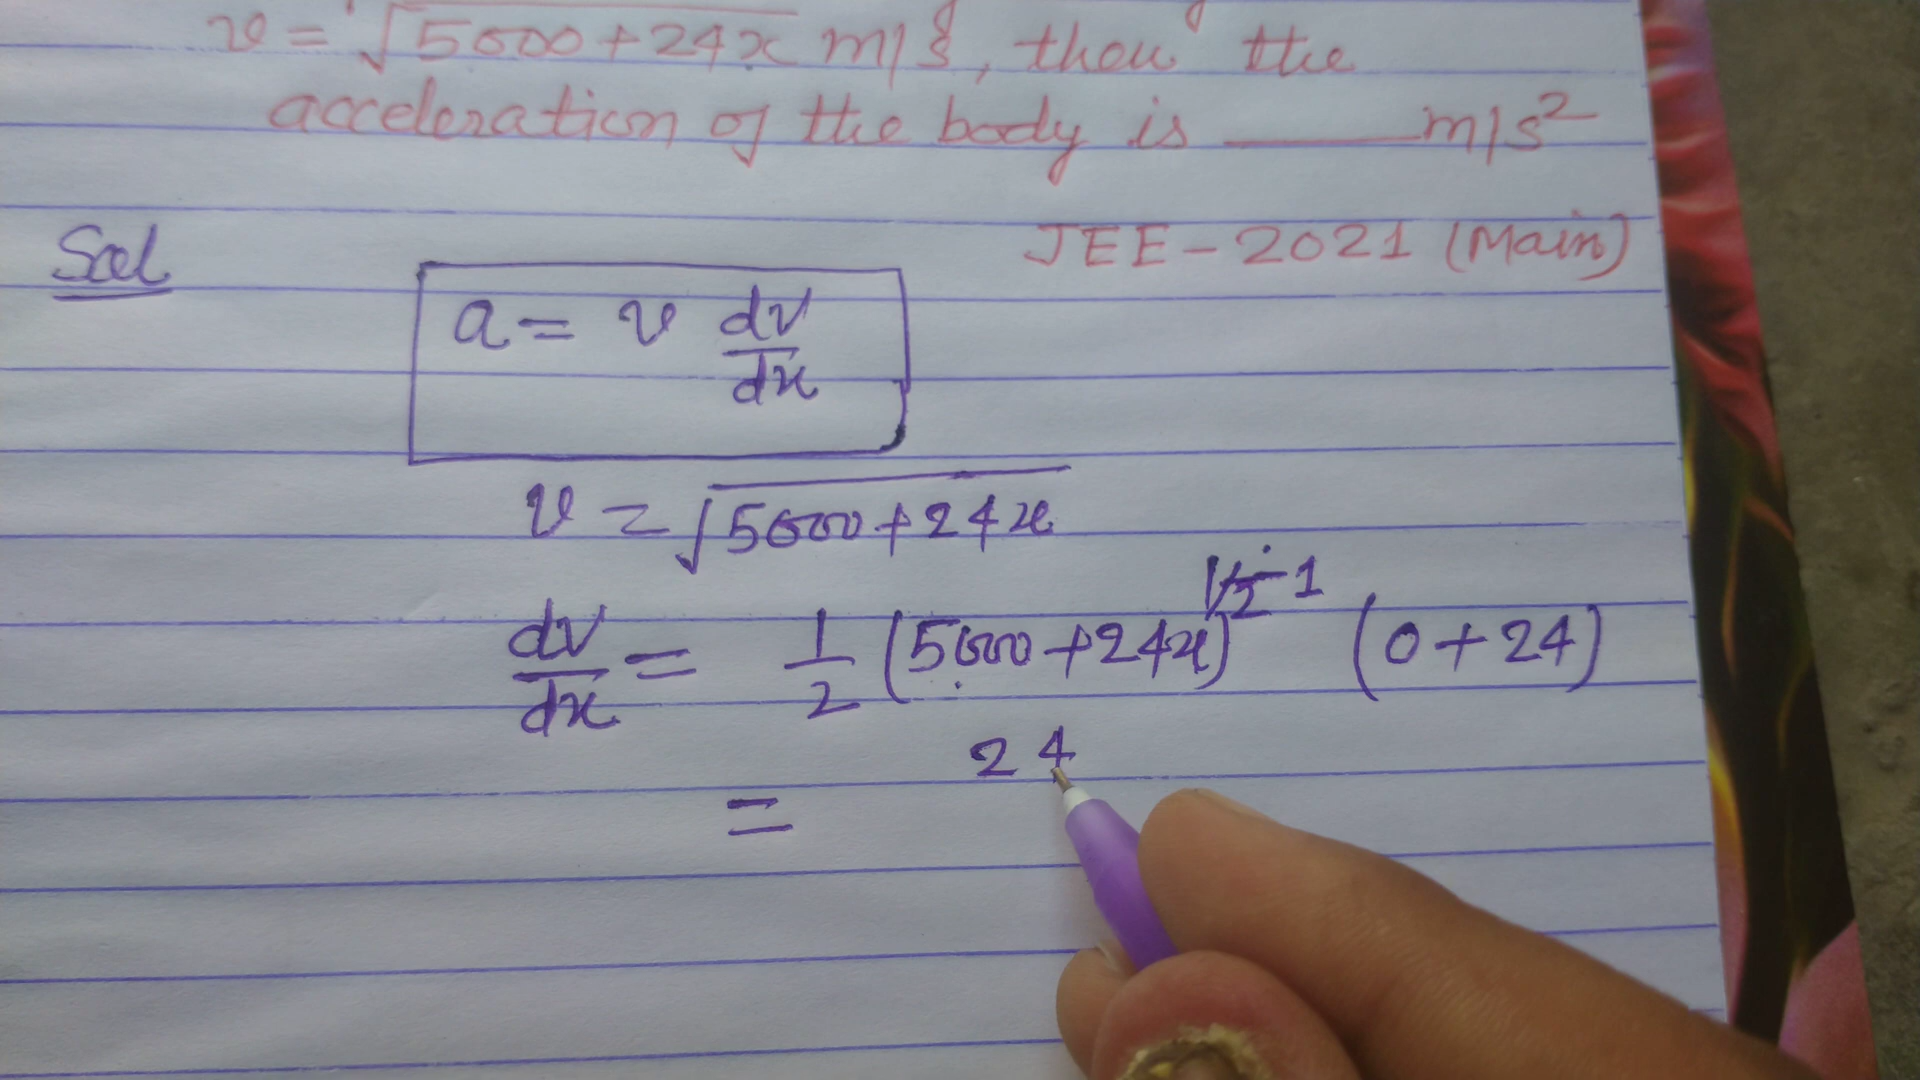 v = √5000+24x m/s, then the
acceleration of the body is ____ m/s²
JEE-2021 (Main)
Sol
a = v dv/dx
v = √5000+24x
dv/dx = 1/2 (5000+24x)^1/2-1 (0+24)
= 24